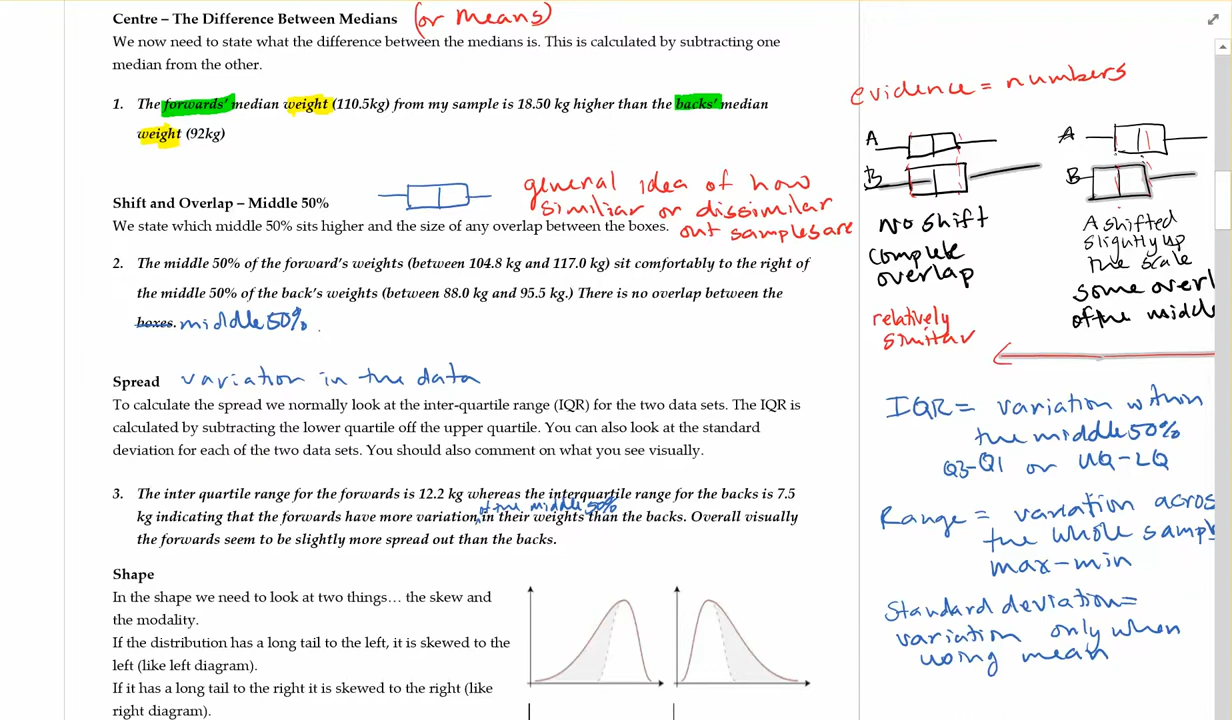 Centre – The Difference Between Medians (or means)
We now need to state what the difference between the medians is. This is calculated by subtracting one
median from the other.
1. The forwards' median weight (110.5kg) from my sample is 18.50 kg higher than the backs' median
weight (92kg)
Shift and Overlap – Middle 50%
general idea of how
similiar or dissimilar
out samples are
We state which middle 50% sits higher and the size of any overlap between the boxes.
2. The middle 50% of the forward's weights (between 104.8 kg and 117.0 kg) sit comfortably to the right of
the middle 50% of the back's weights (between 88.0 kg and 95.5 kg.) There is no overlap between the
boxes. middle 50%.
Spread variation in the data
To calculate the spread we normally look at the inter-quartile range (IQR) for the two data sets. The IQR is
calculated by subtracting the lower quartile off the upper quartile. You can also look at the standard
deviation for each of the two data sets. You should also comment on what you see visually.
3. The inter quartile range for the forwards is 12.2 kg whereas the interquartile range for the backs is 7.5
of the middle 50%
kg indicating that the forwards have more variation in their weights than the backs. Overall visually
the forwards seem to be slightly more spread out than the backs.
Shape
In the shape we need to look at two things… the skew and
the modality.
If the distribution has a long tail to the left, it is skewed to the
left (like left diagram).
If it has a long tail to the right it is skewed to the right (like
right diagram).
evidence = numbers
A
B
no shift
complete
overlap
relatively
similar
A
B
A shifted
slightly up
the scale
some overl
of the middl
IQR = variation within
the middle 50%
Q3-Q1 or UQ-LQ
Range = variation acros
the whole sampl
max-min
Standard deviation=
variation only when
using mean